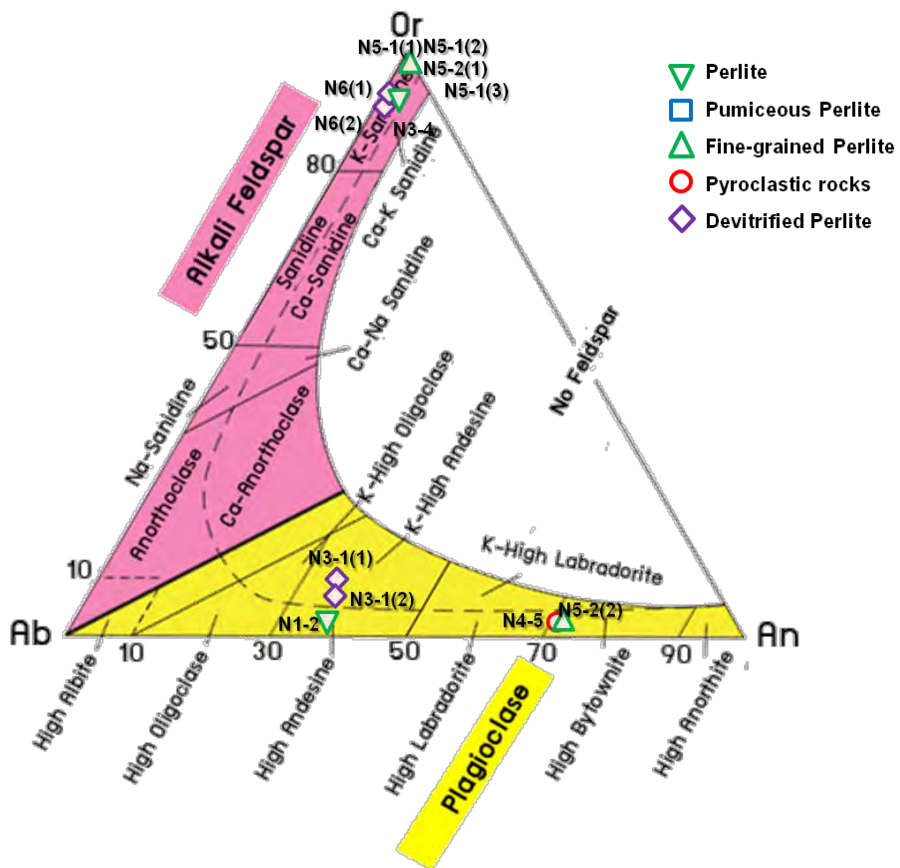 Or
N5-1(1)
N5-1(2)
N5-2(1)
N5-1(3)
N6(1)
N6(2)
N3-4
Perlite
Pumiceous Perlite
Fine-grained Perlite
Pyroclastic rocks
Devitrified Perlite
Alkali Feldspar
80
Ca-K Sanidine
Sanidine
Ca-Sanidine
Ca-Na Sanidine
50
No Feldspar
Na-Sanidine
Anorthoclase
Ca-Anorthoclase
K-High Oligoclase
K-High Andesine
K-High Labradorite
10
N3-1(1)
N3-1(2)
N1-2
N4-5
N5-2(2)
Ab
An
10
30
50
70
90
High Albite
High Oligoclase
High Andesine
High Labradorite
High Bytownite
High Anorthite
Plagioclase